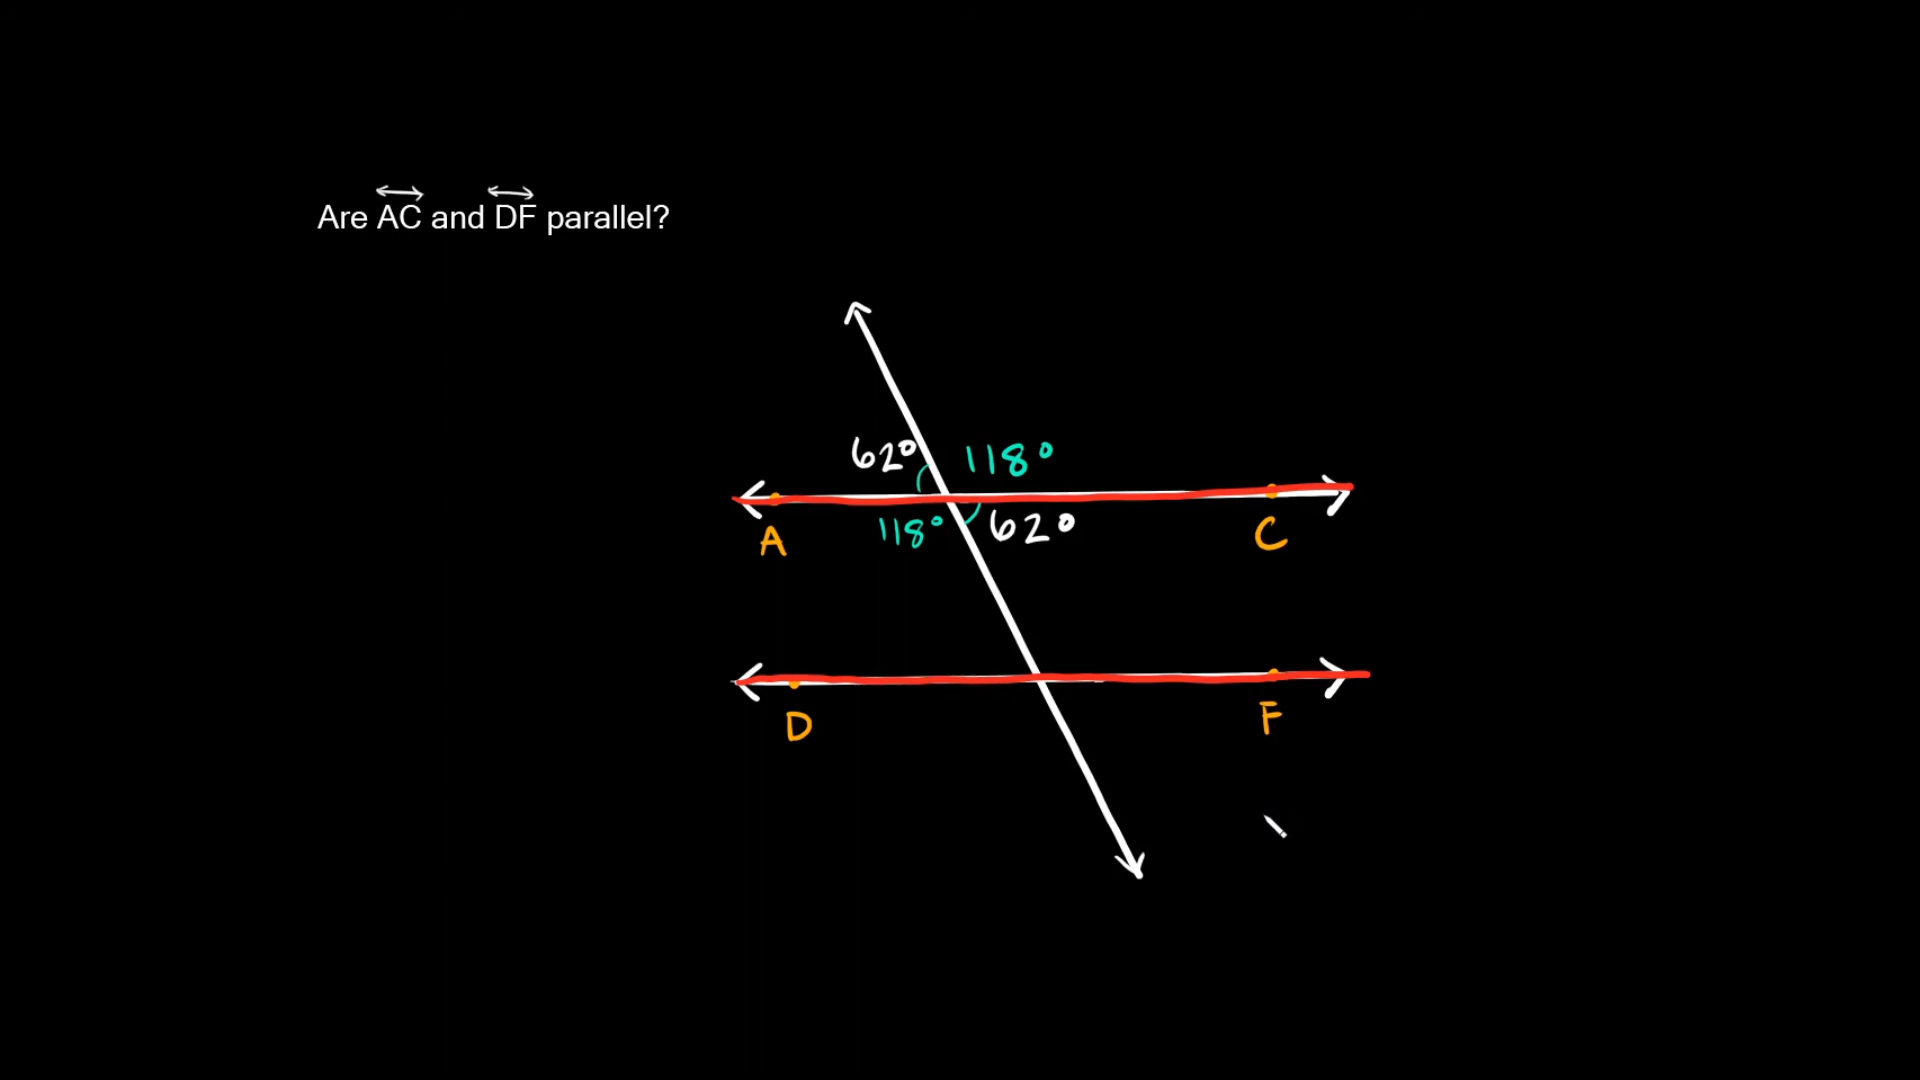 Are AC and DF parallel?
62° 118°
118° 62°
A C
D F